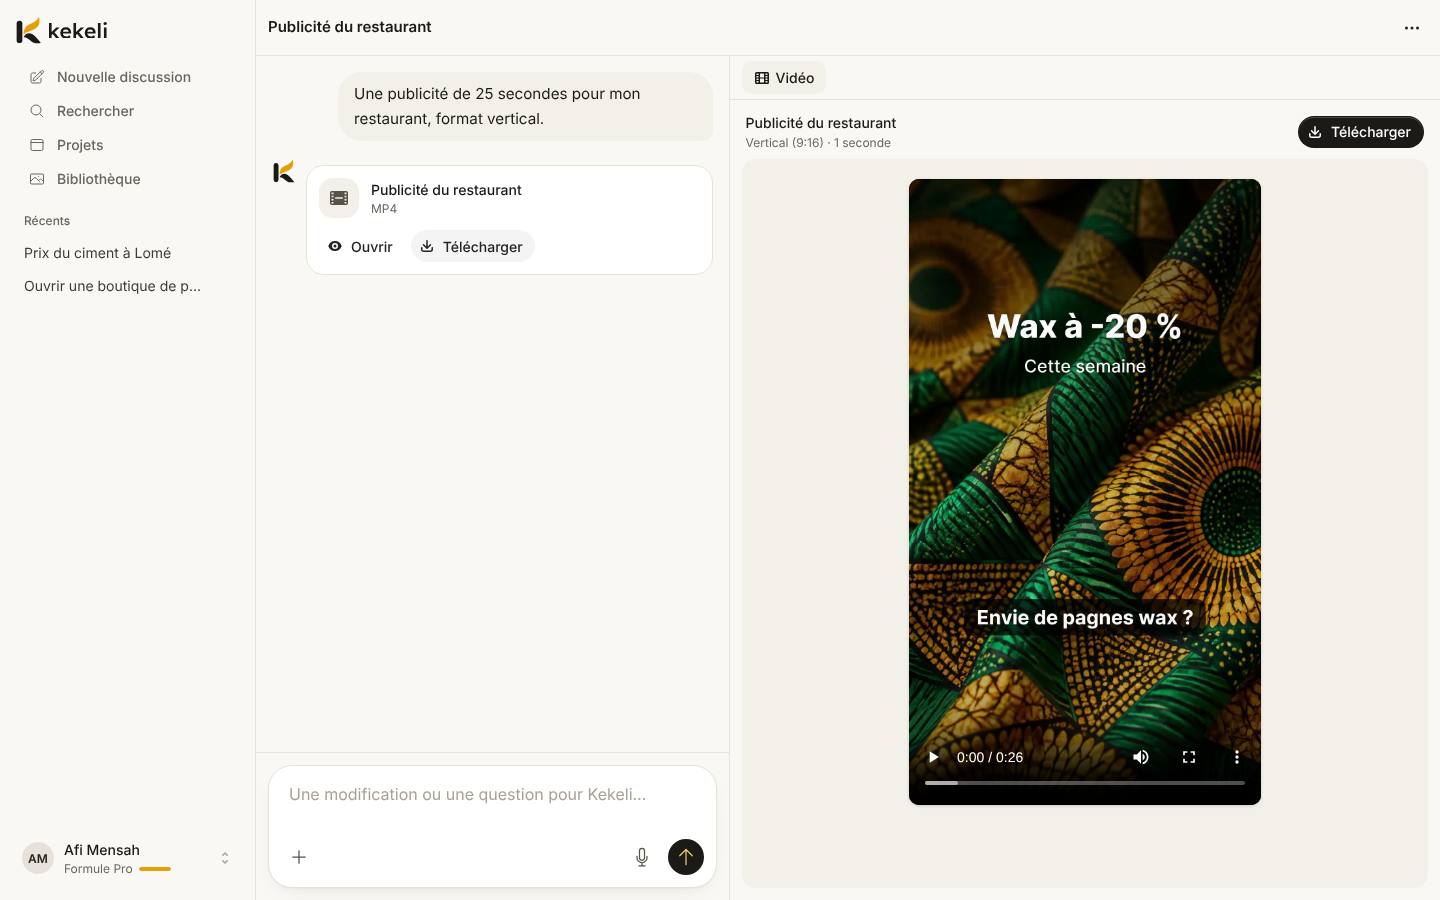 kekeli
Nouvelle discussion
Rechercher
Projets
Bibliothèque
Récents
Prix du ciment à Lomé
Ouvrir une boutique de p...
AM
Afi Mensah
Formule Pro
Publicité du restaurant
Une publicité de 25 secondes pour mon
restaurant, format vertical.
Publicité du restaurant
MP4
Ouvrir
Télécharger
Une modification ou une question pour Kekeli...
Vidéo
Publicité du restaurant
Vertical (9:16) · 1 seconde
Télécharger
Wax à -20 %
Cette semaine
Envie de pagnes wax ?
0:00 / 0:26